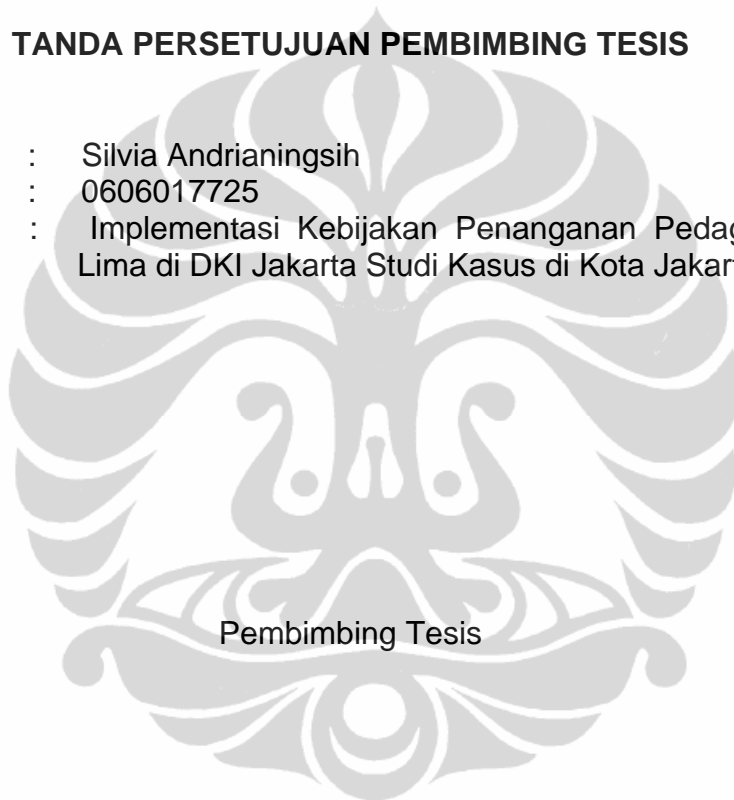 TANDA PERSETUJUAN PEMBIMBING TESIS
: Silvia Andrianingsih
: 0606017725
: Implementasi Kebijakan Penanganan
Lima di DKI Jakarta Studi Kasus di Kota
Pembimbing Tesis